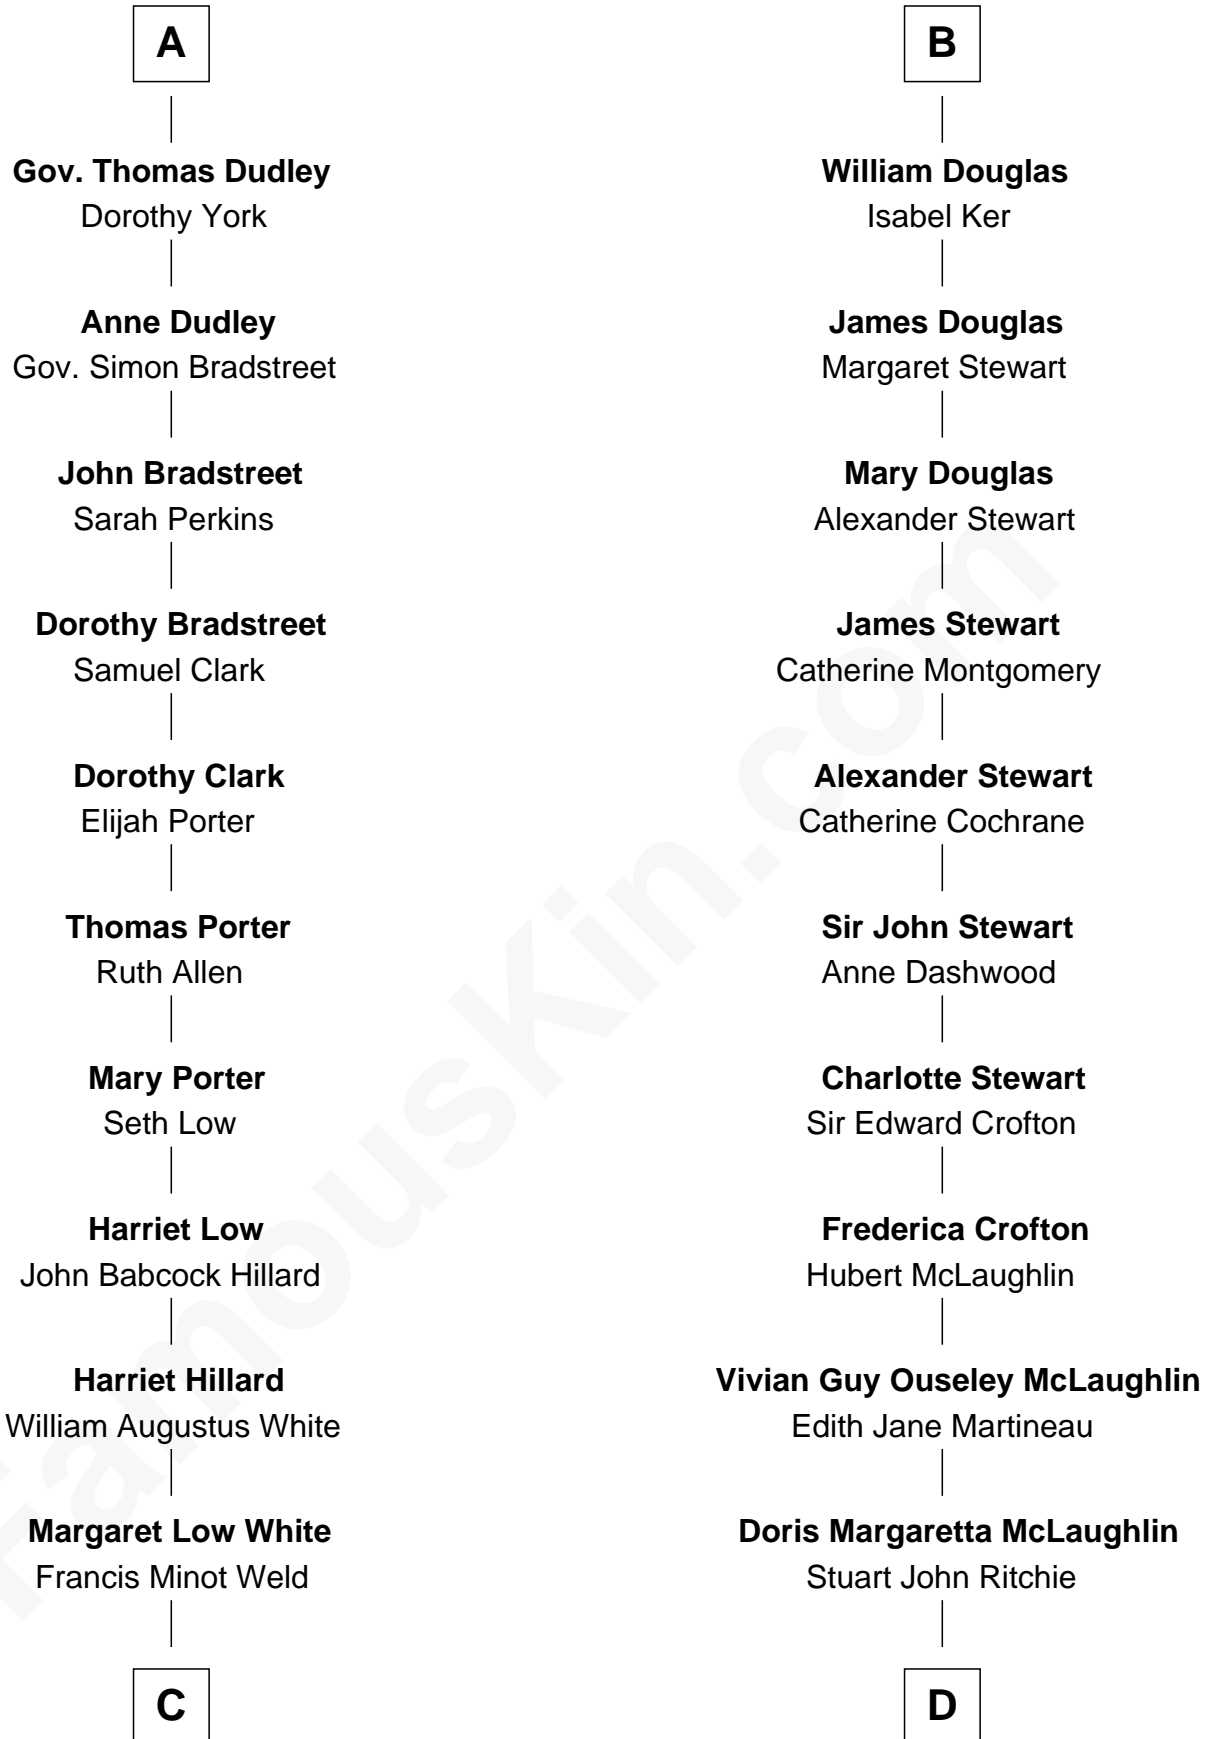 A
Gov. Thomas Dudley
Dorothy York
Anne Dudley
Gov. Simon Bradstreet
John Bradstreet
Sarah Perkins
Dorothy Bradstreet
Samuel Clark
Dorothy Clark
Elijah Porter
Thomas Porter
Ruth Allen
Mary Porter
Seth Low
Harriet Low
John Babcock Hillard
Harriet Hillard
William Augustus White
Margaret Low White
Francis Minot Weld
C
B
William Douglas
Isabel Ker
James Douglas
Margaret Stewart
Mary Douglas
Alexander Stewart
James Stewart
Catherine Montgomery
Alexander Stewart
Catherine Cochrane
Sir John Stewart
Anne Dashwood
Charlotte Stewart
Sir Edward Crofton
Frederica Crofton
Hubert McLaughlin
Vivian Guy Ouseley McLaughlin
Edith Jane Martineau
Doris Margaretta McLaughlin
Stuart John Ritchie
D
FamousKin.com